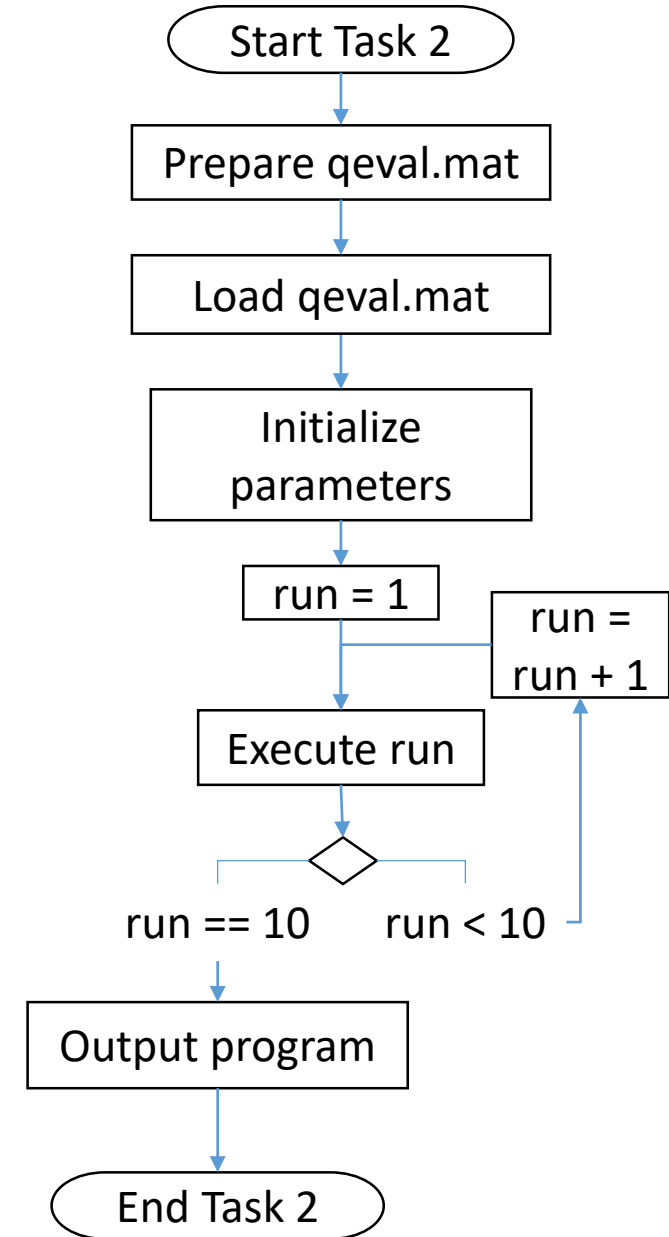 Start Task 2
Prepare qeval.mat
Load qeval.mat
Initialize
parameters
run = 1
run =
run + 1
Execute run
run == 10
run < 10
Output program
End Task 2